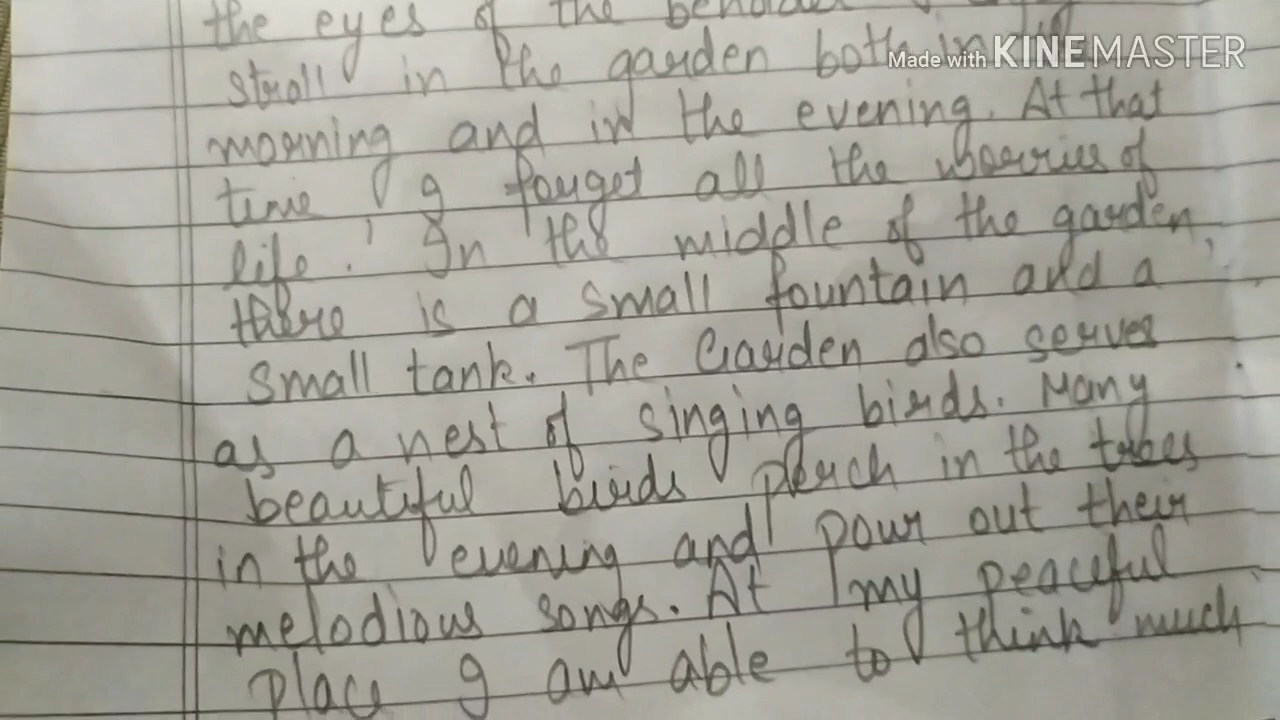 the eyes of the beholder
stroll in the garden both in
Made with KINEMASTER
morning and in the evening. At that
time I forget all the worries of
life. In the middle of the garden,
there is a small fountain and a
small tank. The Garden also serves
as a nest of singing birds. Many
beautiful birds perch in the trees
in the evening and pour out their
melodious songs. At my peaceful
place I am able to think much